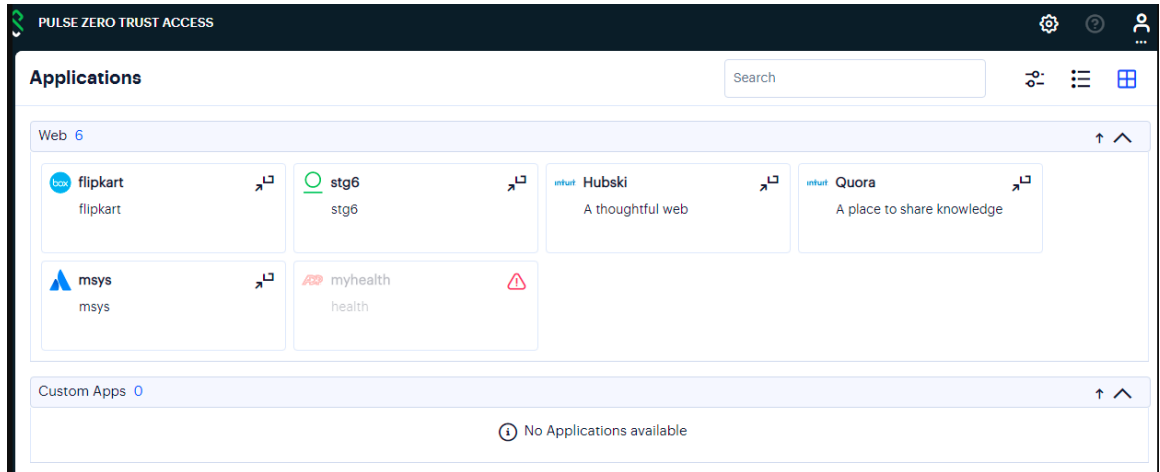 PULSE ZERO TRUST ACCESS
Applications
Search
Web 6
box flipkart
flipkart
stg6
stg6
intuit Hubski
A thoughtful web
intuit Quora
A place to share knowledge
msys
msys
ADP myhealth
health
Custom Apps 0
No Applications available